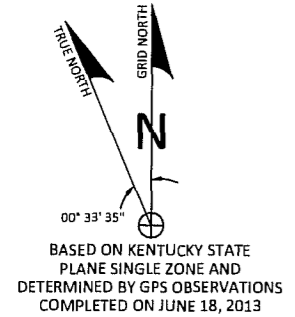 TRUE NORTH
GRID NORTH
N
00° 33' 35"
BASED ON KENTUCKY STATE
PLANE SINGLE ZONE AND
DETERMINED BY GPS OBSERVATIONS
COMPLETED ON JUNE 18, 2013